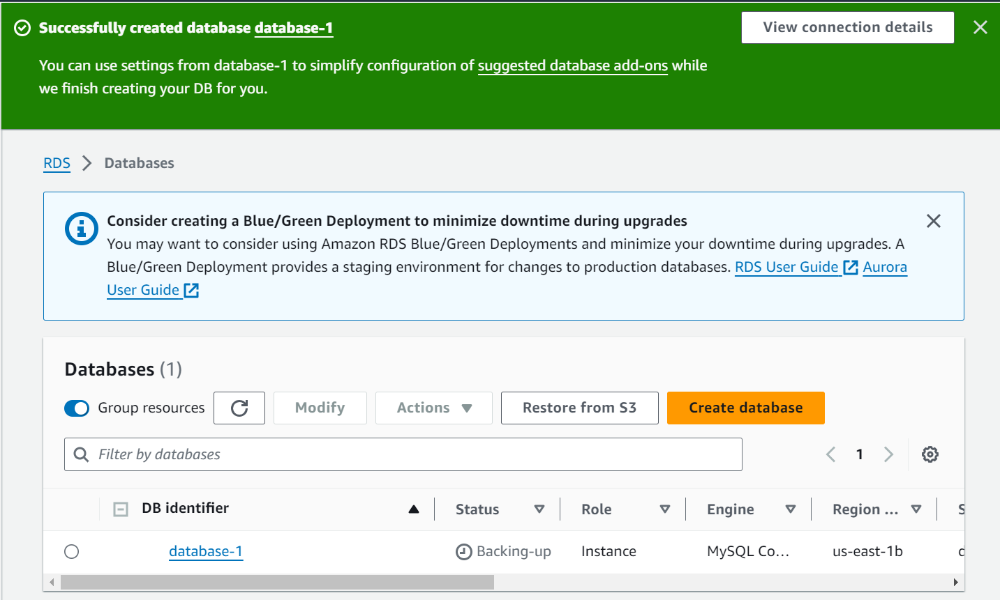 Successfully created database database-1
View connection details
You can use settings from database-1 to simplify configuration of suggested database add-ons while
we finish creating your DB for you.
RDS
Databases
Consider creating a Blue/Green Deployment to minimize downtime during upgrades
You may want to consider using Amazon RDS Blue/Green Deployments and minimize your downtime during upgrades. A
Blue/Green Deployment provides a staging environment for changes to production databases. RDS User Guide Aurora
User Guide
Databases (1)
Group resources
Modify
Actions
Restore from S3
Create database
Filter by databases
1
DB identifier
Status
Role
Engine
Region ...
database-1
Backing-up
Instance
MySQL Co...
us-east-1b